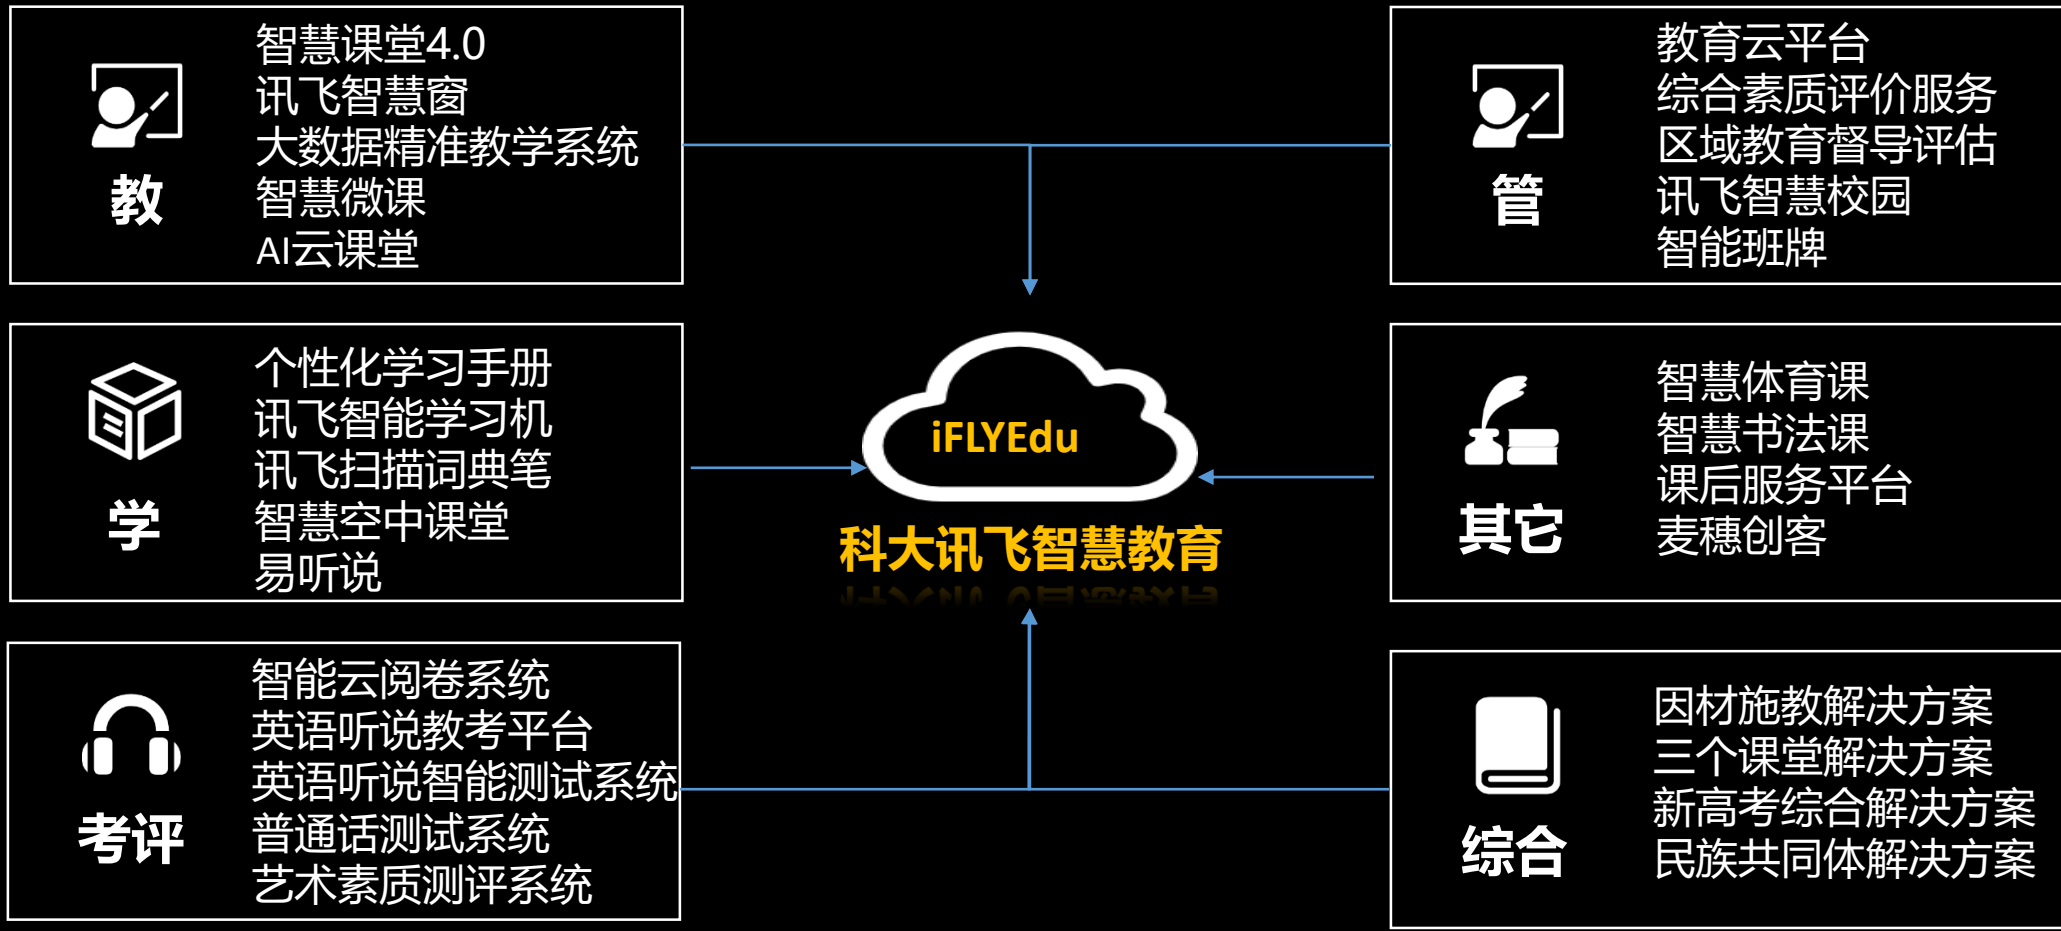 智慧课堂4.0
讯飞智慧窗
大数据精准教学系统
智慧微课
AI云课堂
教
教育云平台
综合素质评价服务
区域教育督导评估
讯飞智慧校园
智能班牌
管
个性化学习手册
讯飞智能学习机
讯飞扫描词典笔
智慧空中课堂
易听说
学
iFLYEdu
科大讯飞智慧教育
智慧体育课
智慧书法课
课后服务平台
麦穗创客
其它
智能云阅卷系统
英语听说教考平台
英语听说智能测试系统
普通话测试系统
艺术素质测评系统
考评
因材施教解决方案
三个课堂解决方案
新高考综合解决方案
民族共同体解决方案
综合